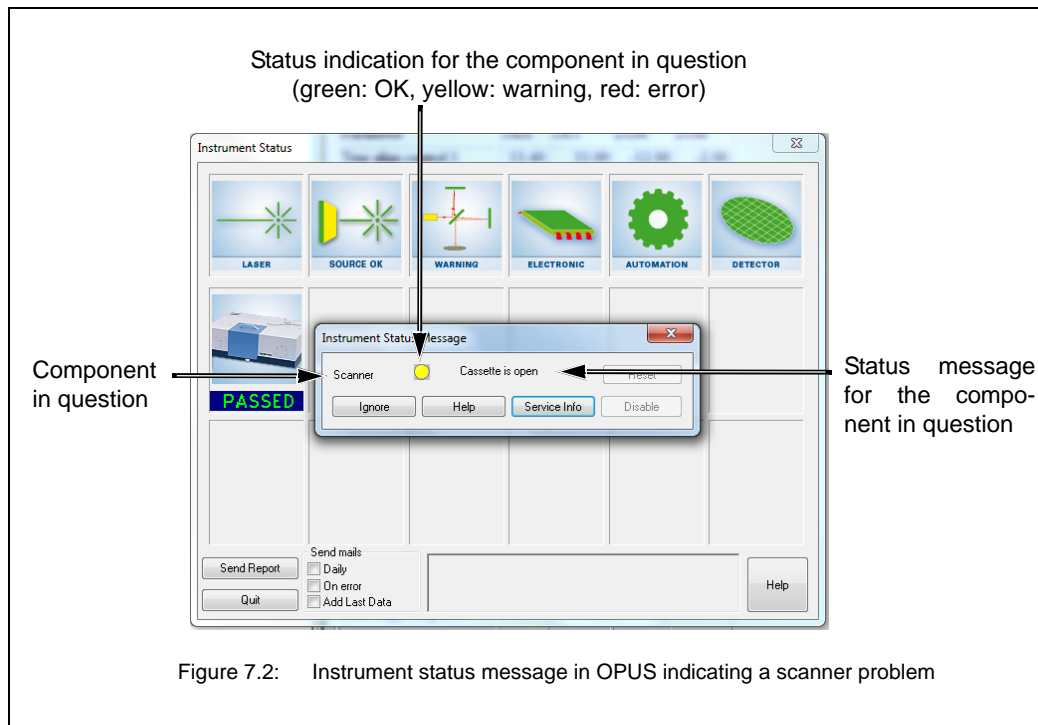 Status indication for the component in question
(green: OK, yellow: warning, red: error)
Instrument Status
LASER
SOURCE OK
WARNING
ELECTRONIC
AUTOMATION
DETECTOR
PASSED
Instrument Status Message
Scanner
Cassette is open
Reset
Ignore
Help
Service Info
Disable
Component
in question
Status message
for the compo-
nent in question
Send Report
Quit
Send mails
Daily
On error
Add Last Data
Help
Figure 7.2: Instrument status message in OPUS indicating a scanner problem